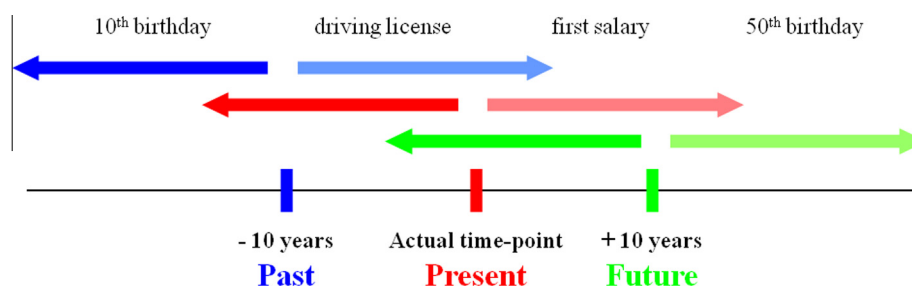 10th birthday driving license first salary 50th birthday
- 10 years Actual time-point + 10 years
Past Present Future